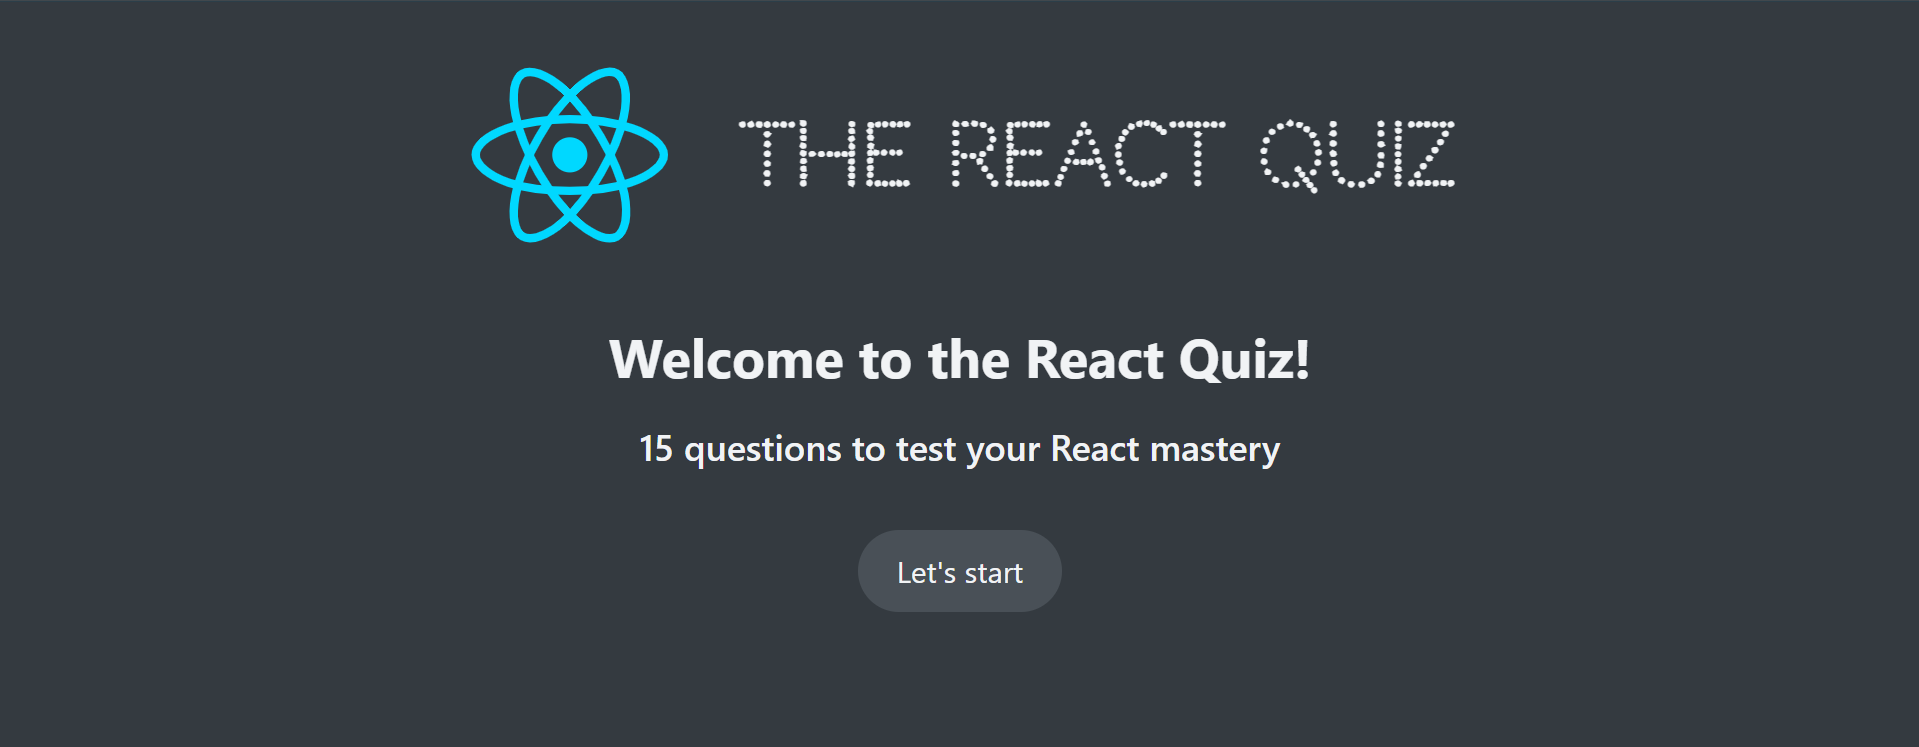 THE REACT QUIZ
Welcome to the React Quiz!
15 questions to test your React mastery
Let's start